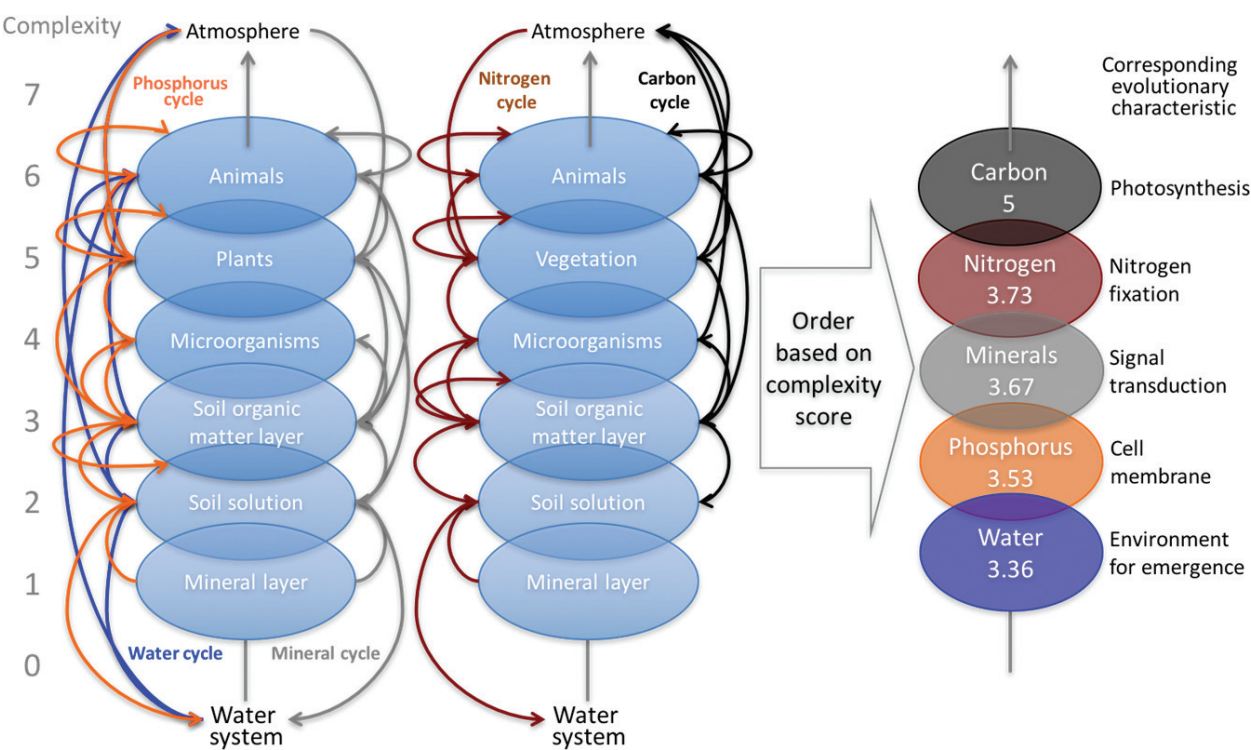 Complexity
7
6
5
4
3
2
1
0
Atmosphere
Phosphorus
cycle
Animals
Plants
Microorganisms
Soil organic
matter layer
Soil solution
Mineral layer
Water cycle
Mineral cycle
Water
system
Atmosphere
Nitrogen
cycle
Carbon
cycle
Animals
Vegetation
Microorganisms
Soil organic
matter layer
Soil solution
Mineral layer
Water
system
Order
based on
complexity
score
Corresponding
evolutionary
characteristic
Carbon
5
Photosynthesis
Nitrogen
3.73
Nitrogen
fixation
Minerals
3.67
Signal
transduction
Phosphorus
3.53
Cell
membrane
Water
3.36
Environment
for emergence